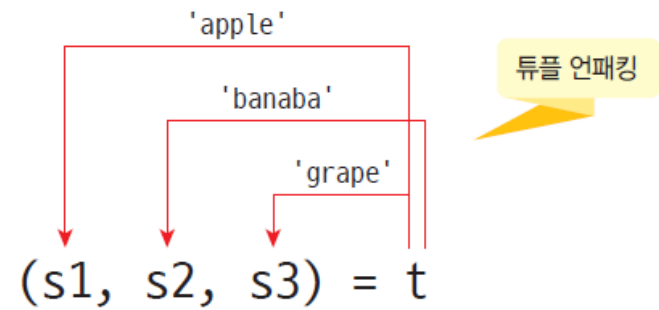 'apple'
튜플 언패킹
'banaba'
'grape'
(s1, s2, s3) = t